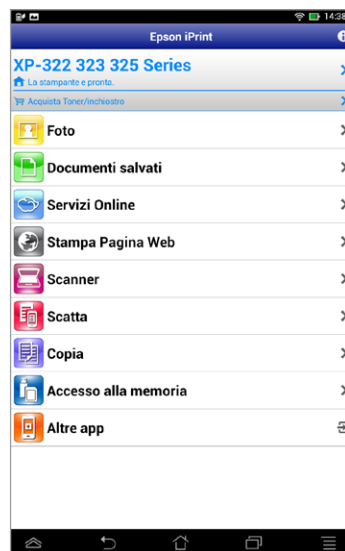 14:38
Epson iPrint
XP-322 323 325 Series
La stampante e pronta.
Acquista Toner/inchiostro
Foto
Documenti salvati
Servizi Online
Stampa Pagina Web
Scanner
Scatta
Copia
Accesso alla memoria
Altre app